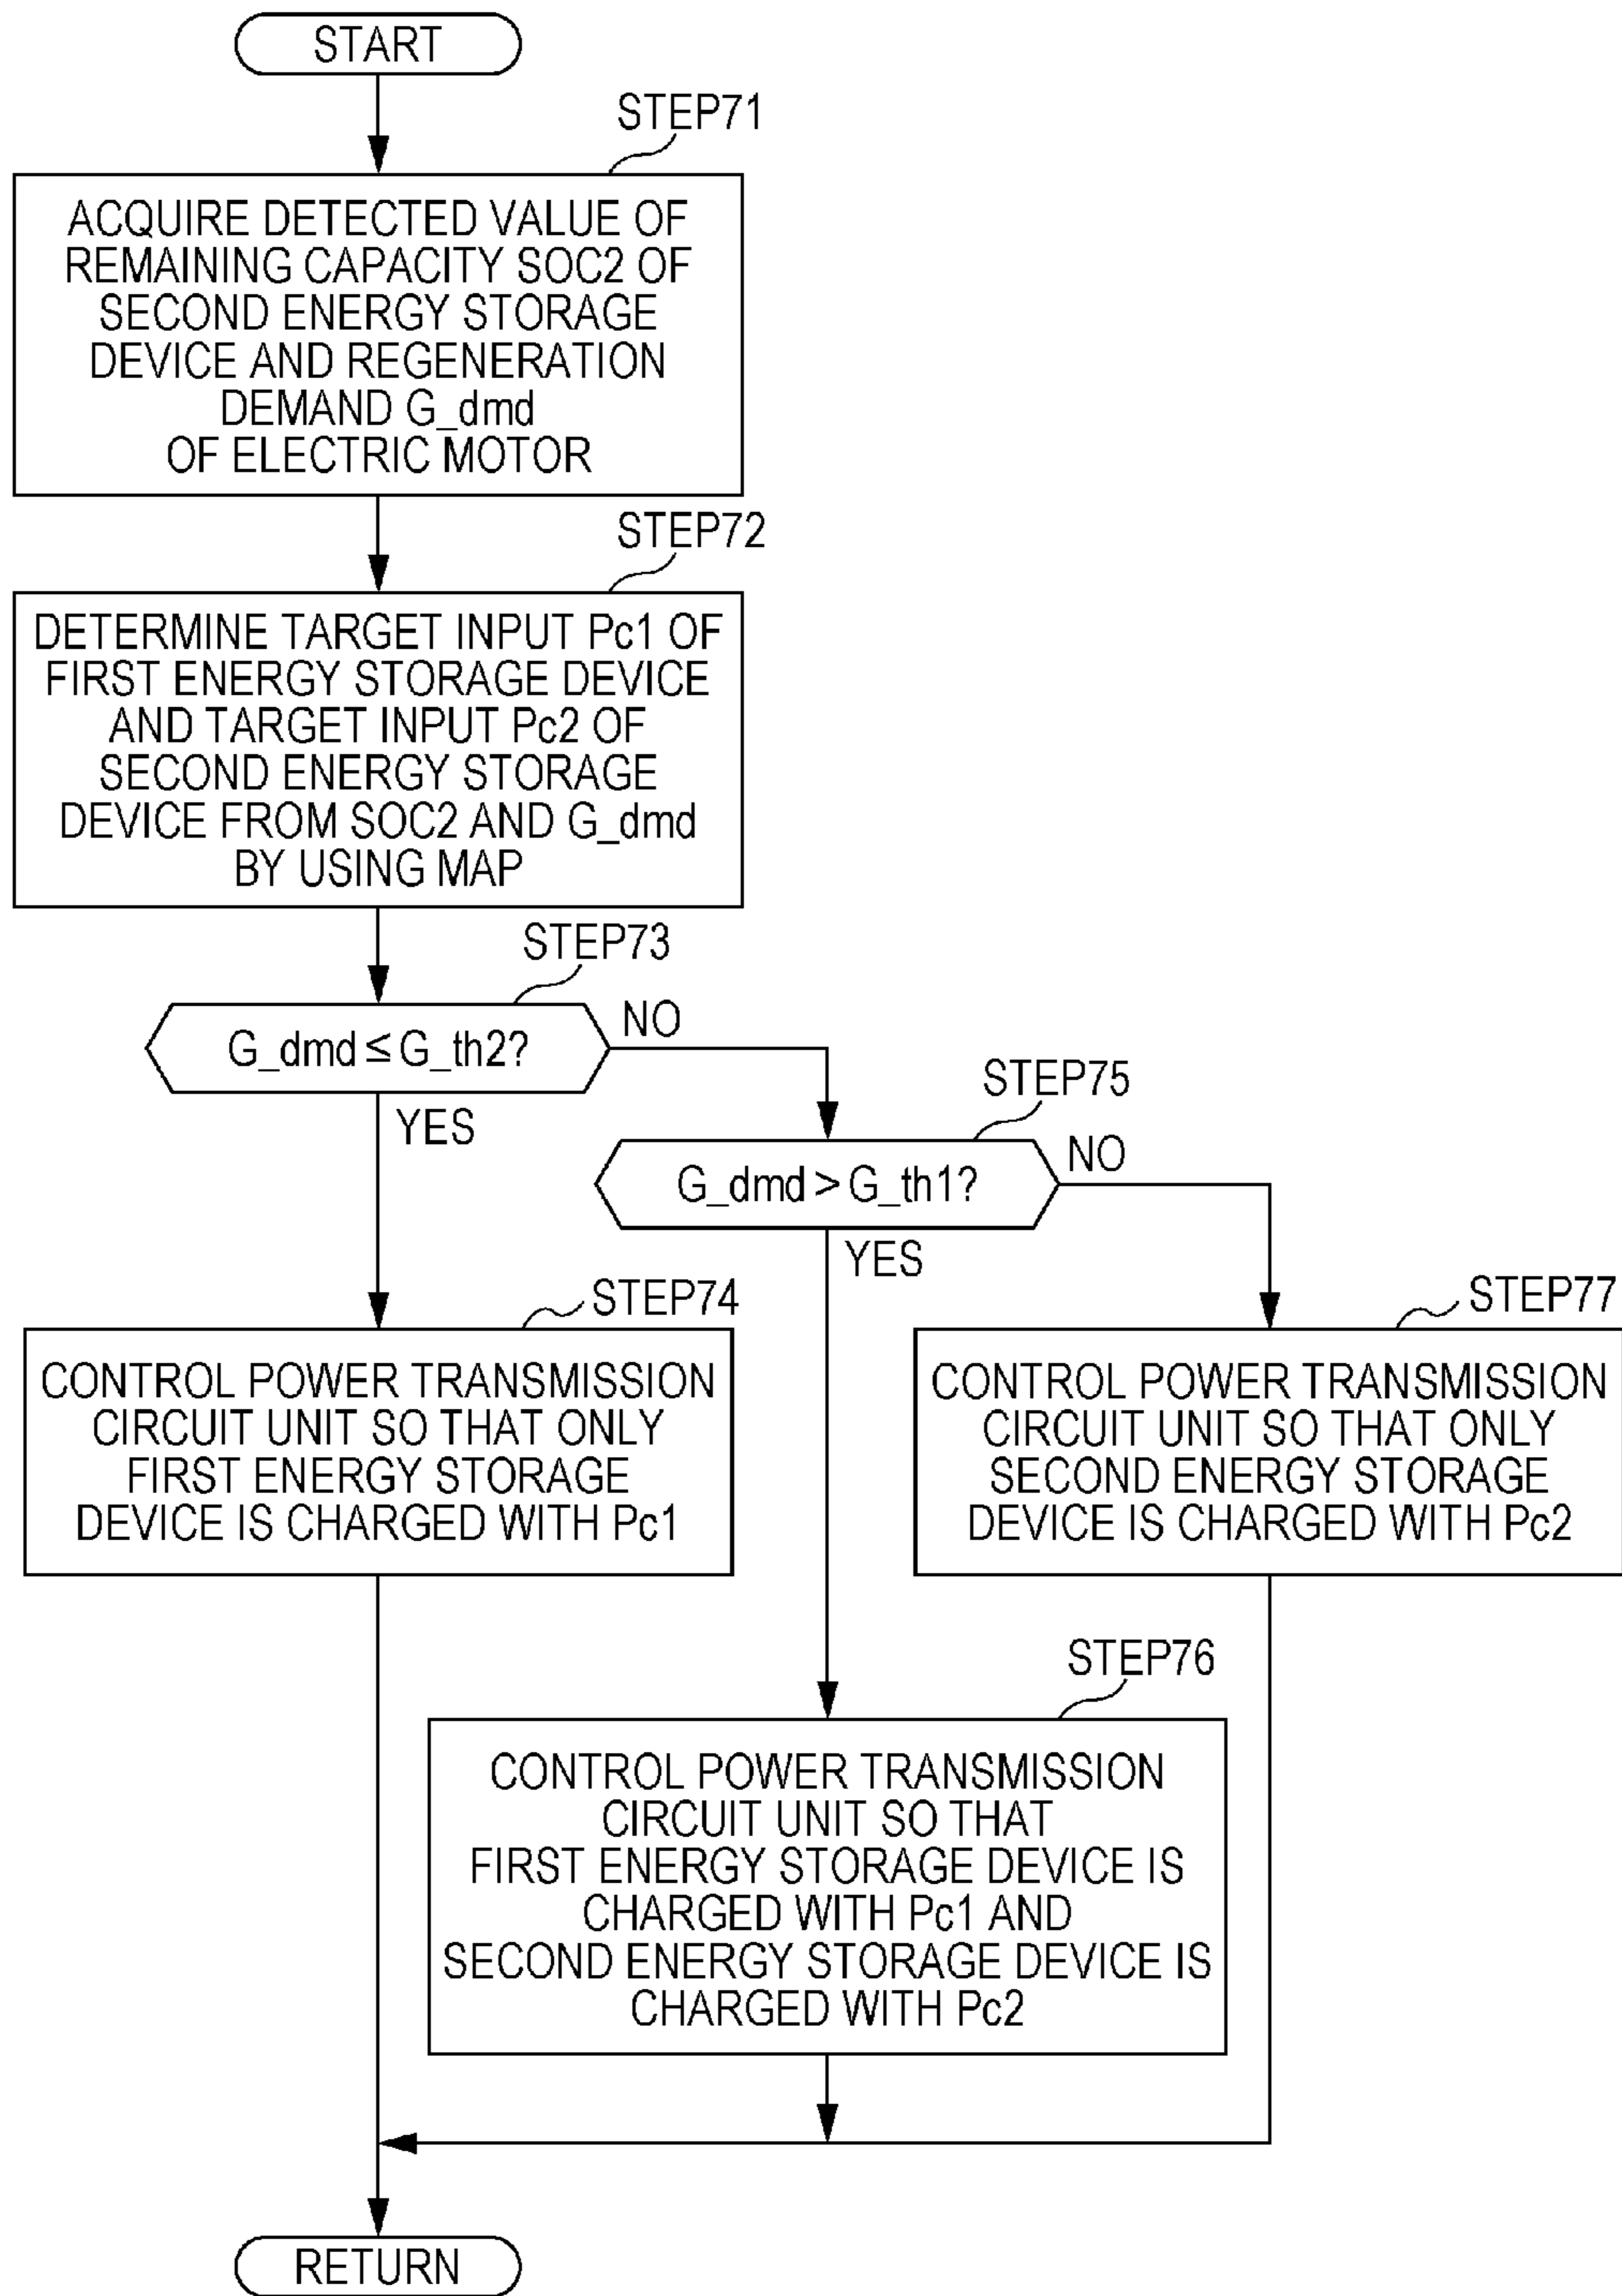 START
STEP71
ACQUIRE DETECTED VALUE OF
REMAINING CAPACITY SOC2 OF
SECOND ENERGY STORAGE
DEVICE AND REGENERATION
DEMAND G_dmd
OF ELECTRIC MOTOR
STEP72
DETERMINE TARGET INPUT Pc1 OF
FIRST ENERGY STORAGE DEVICE
AND TARGET INPUT Pc2 OF
SECOND ENERGY STORAGE
DEVICE FROM SOC2 AND G_dmd
BY USING MAP
STEP73
G_dmd ≤ G_th2?
NO
YES
STEP75
G_dmd > G_th1?
NO
YES
STEP74
CONTROL POWER TRANSMISSION
CIRCUIT UNIT SO THAT ONLY
FIRST ENERGY STORAGE
DEVICE IS CHARGED WITH Pc1
STEP77
CONTROL POWER TRANSMISSION
CIRCUIT UNIT SO THAT ONLY
SECOND ENERGY STORAGE
DEVICE IS CHARGED WITH Pc2
STEP76
CONTROL POWER TRANSMISSION
CIRCUIT UNIT SO THAT
FIRST ENERGY STORAGE DEVICE IS
CHARGED WITH Pc1 AND
SECOND ENERGY STORAGE DEVICE IS
CHARGED WITH Pc2
RETURN